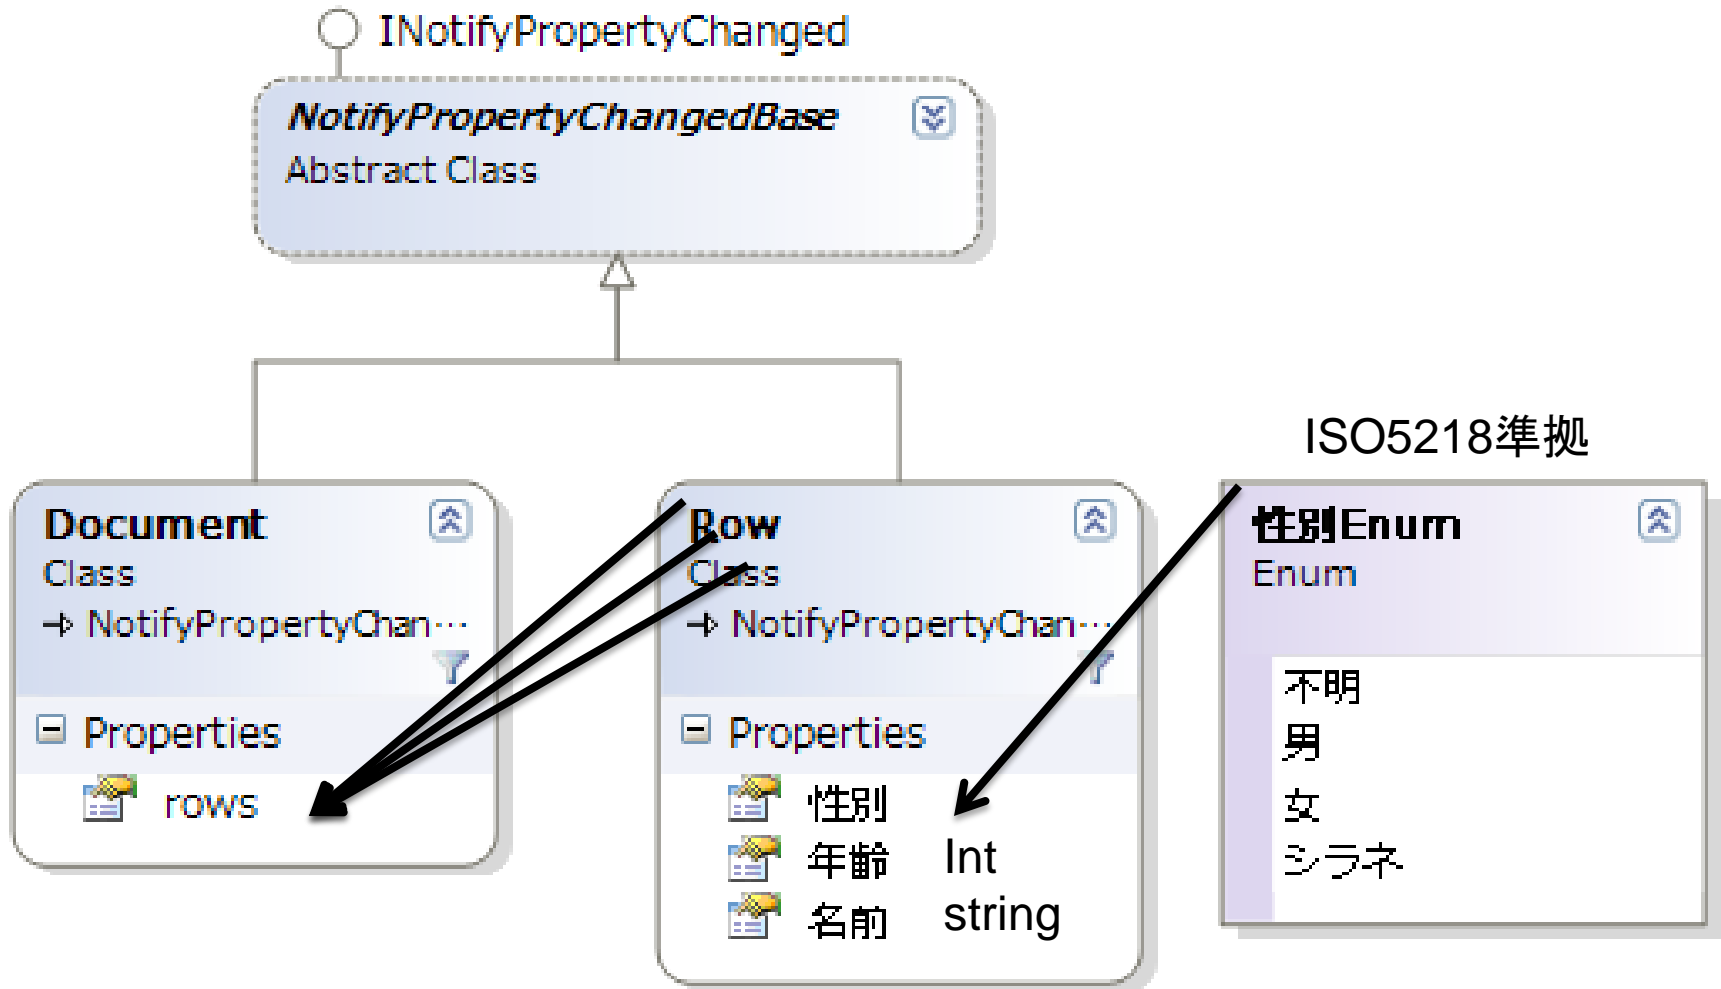 INotifyPropertyChanged
NotifyPropertyChangedBase
Abstract Class
ISO5218準拠
Document
Class
NotifyPropertyChan…
Properties
rows
Row
Class
NotifyPropertyChan…
Properties
性別
年齢 Int
名前 string
性別Enum
Enum
不明
男
女
シラネ